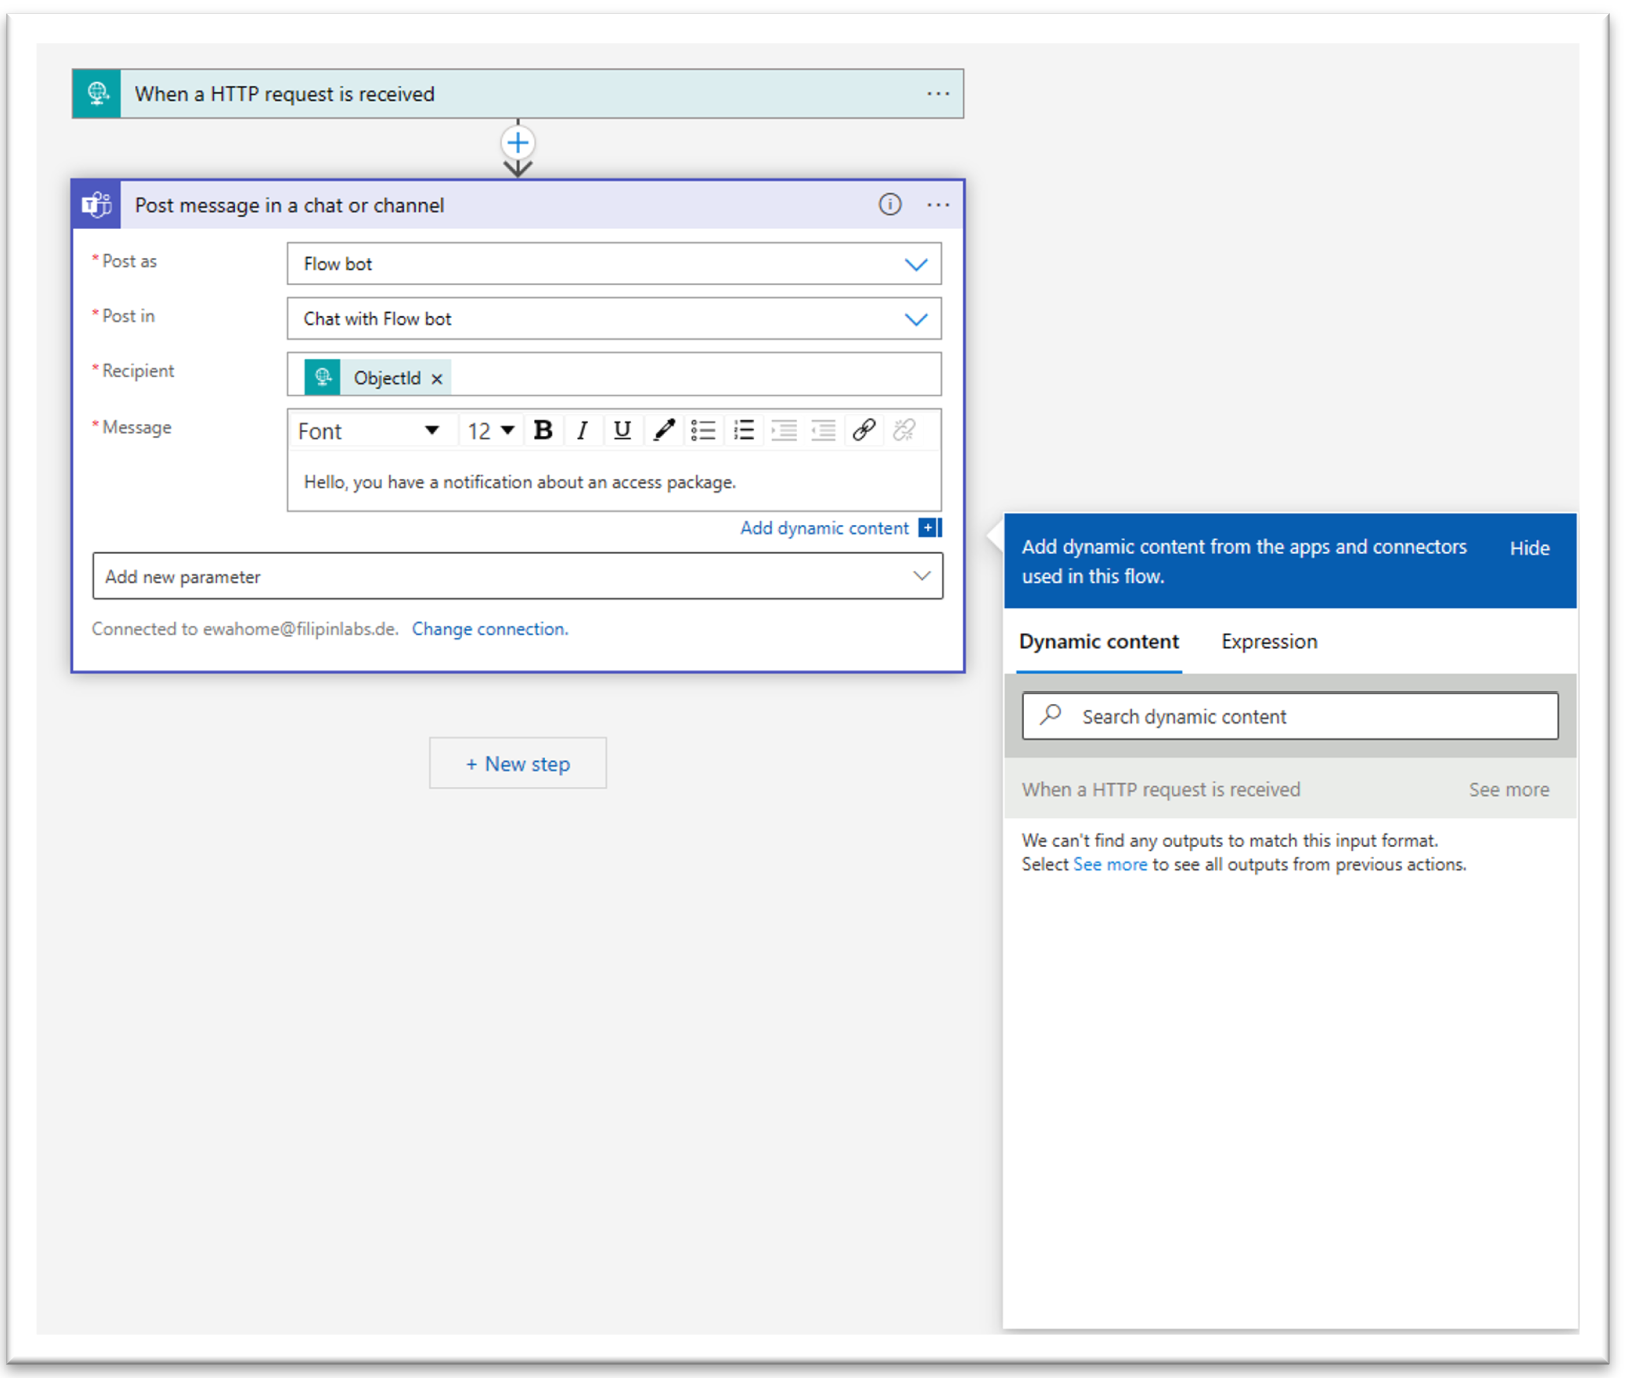 When a HTTP request is received
Post message in a chat or channel
* Post as
Flow bot
* Post in
Chat with Flow bot
* Recipient
ObjectId
* Message
Font
12
B
I
U
Hello, you have a notification about an access package.
Add dynamic content
Add new parameter
Connected to ewahome@filipinlabs.de. Change connection.
+ New step
Add dynamic content from the apps and connectors
used in this flow.
Hide
Dynamic content
Expression
Search dynamic content
When a HTTP request is received
See more
We can't find any outputs to match this input format.
Select See more to see all outputs from previous actions.